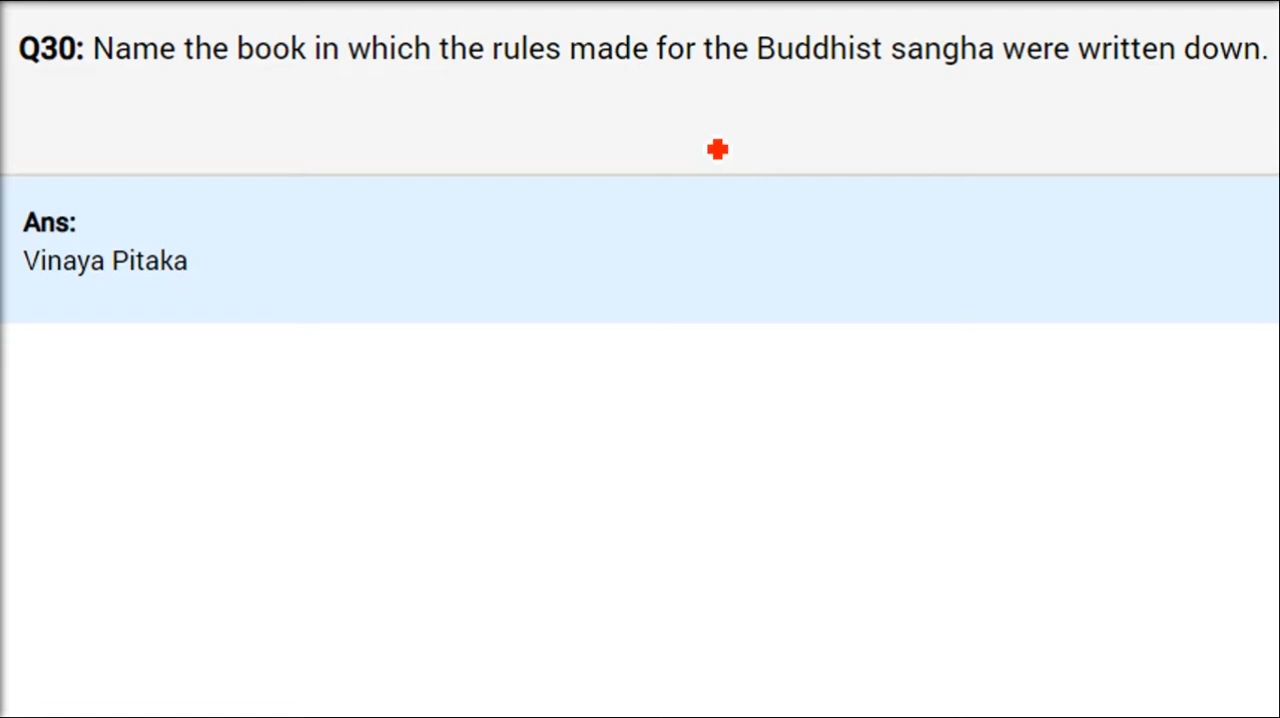 Q30: Name the book in which the rules made for the Buddhist sangha were written down.
Ans:
Vinaya Pitaka